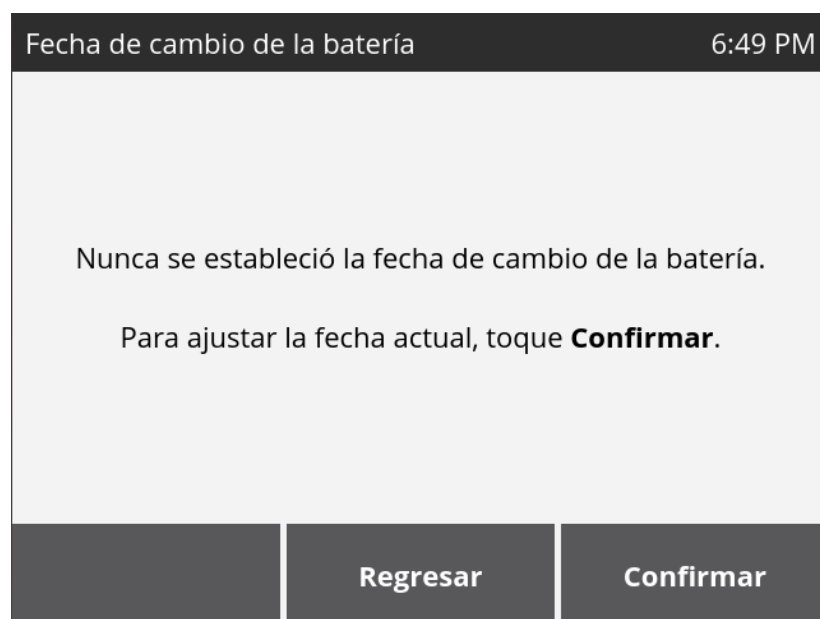 Fecha de cambio de la batería 6:49 PM
Nunca se estableció la fecha de cambio de la batería.
Para ajustar la fecha actual, toque Confirmar.
Regresar Confirmar